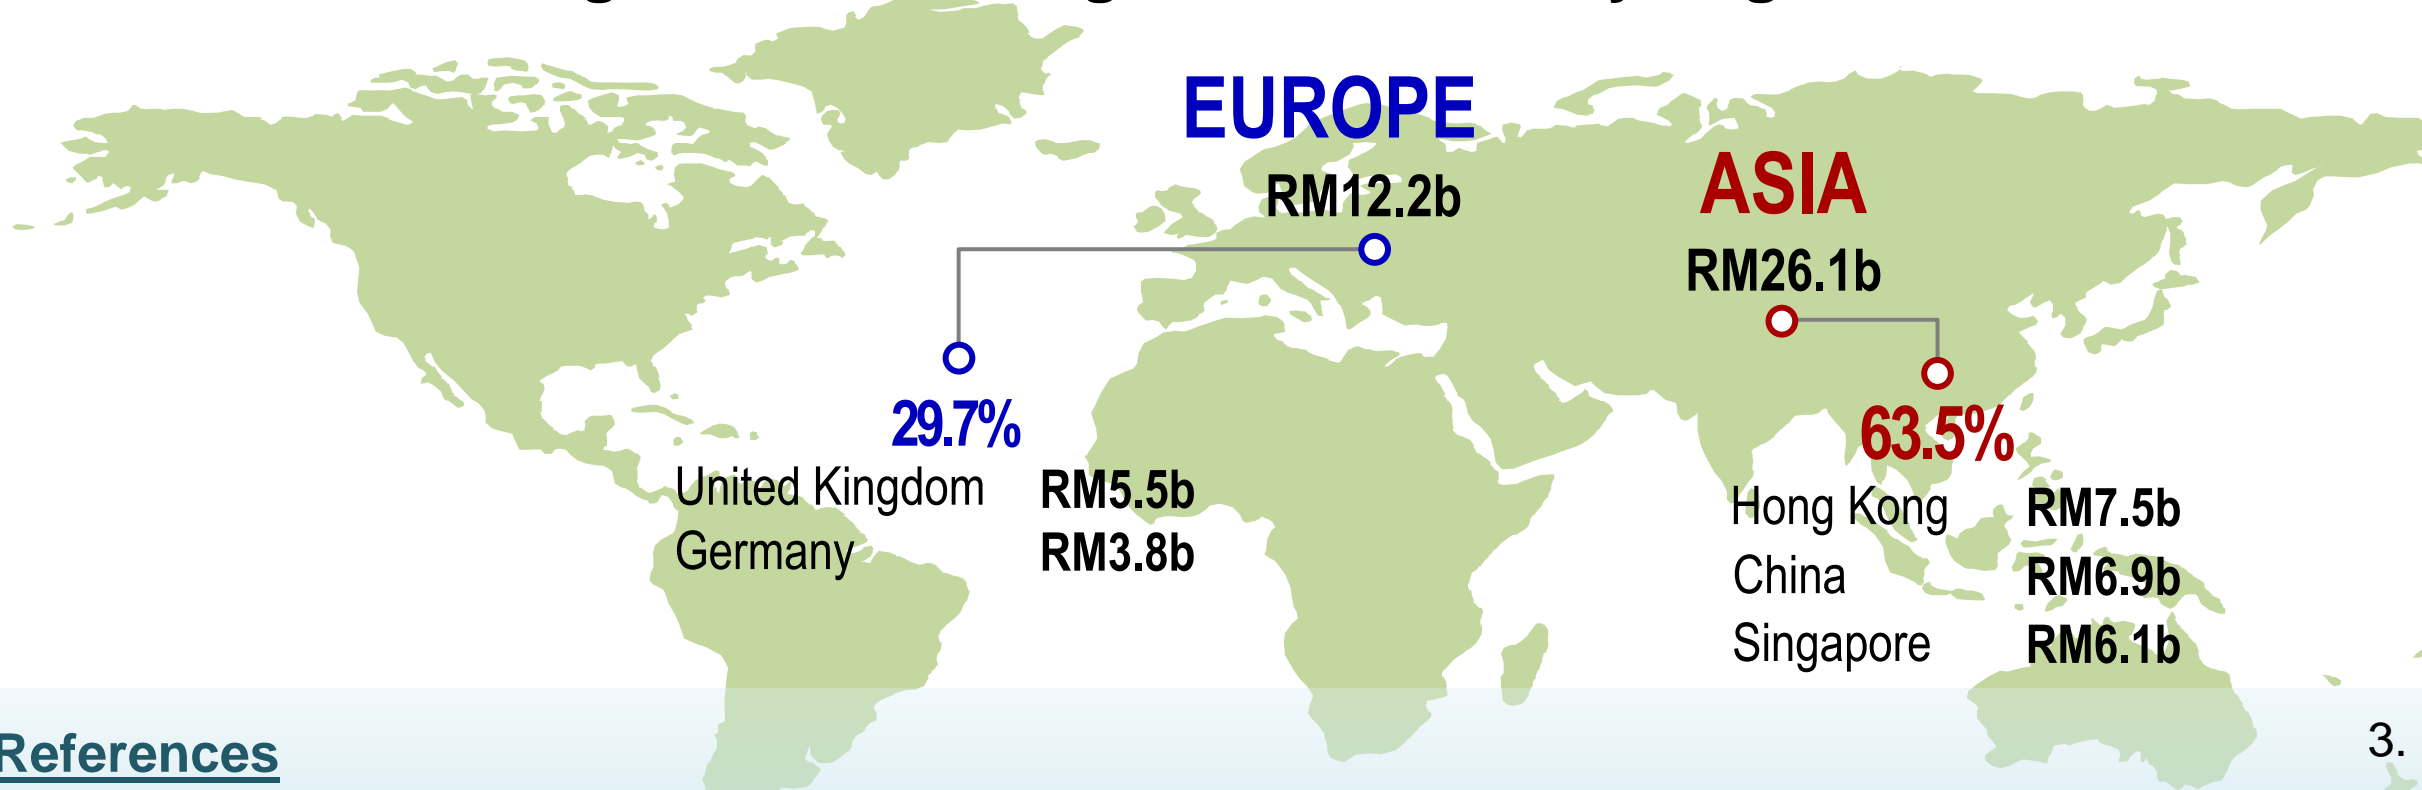 EUROPE
RM12.2b
ASIA
RM26.1b
29.7%
United Kingdom RM5.5b
Germany RM3.8b
63.5%
Hong Kong RM7.5b
China RM6.9b
Singapore RM6.1b
References
3.